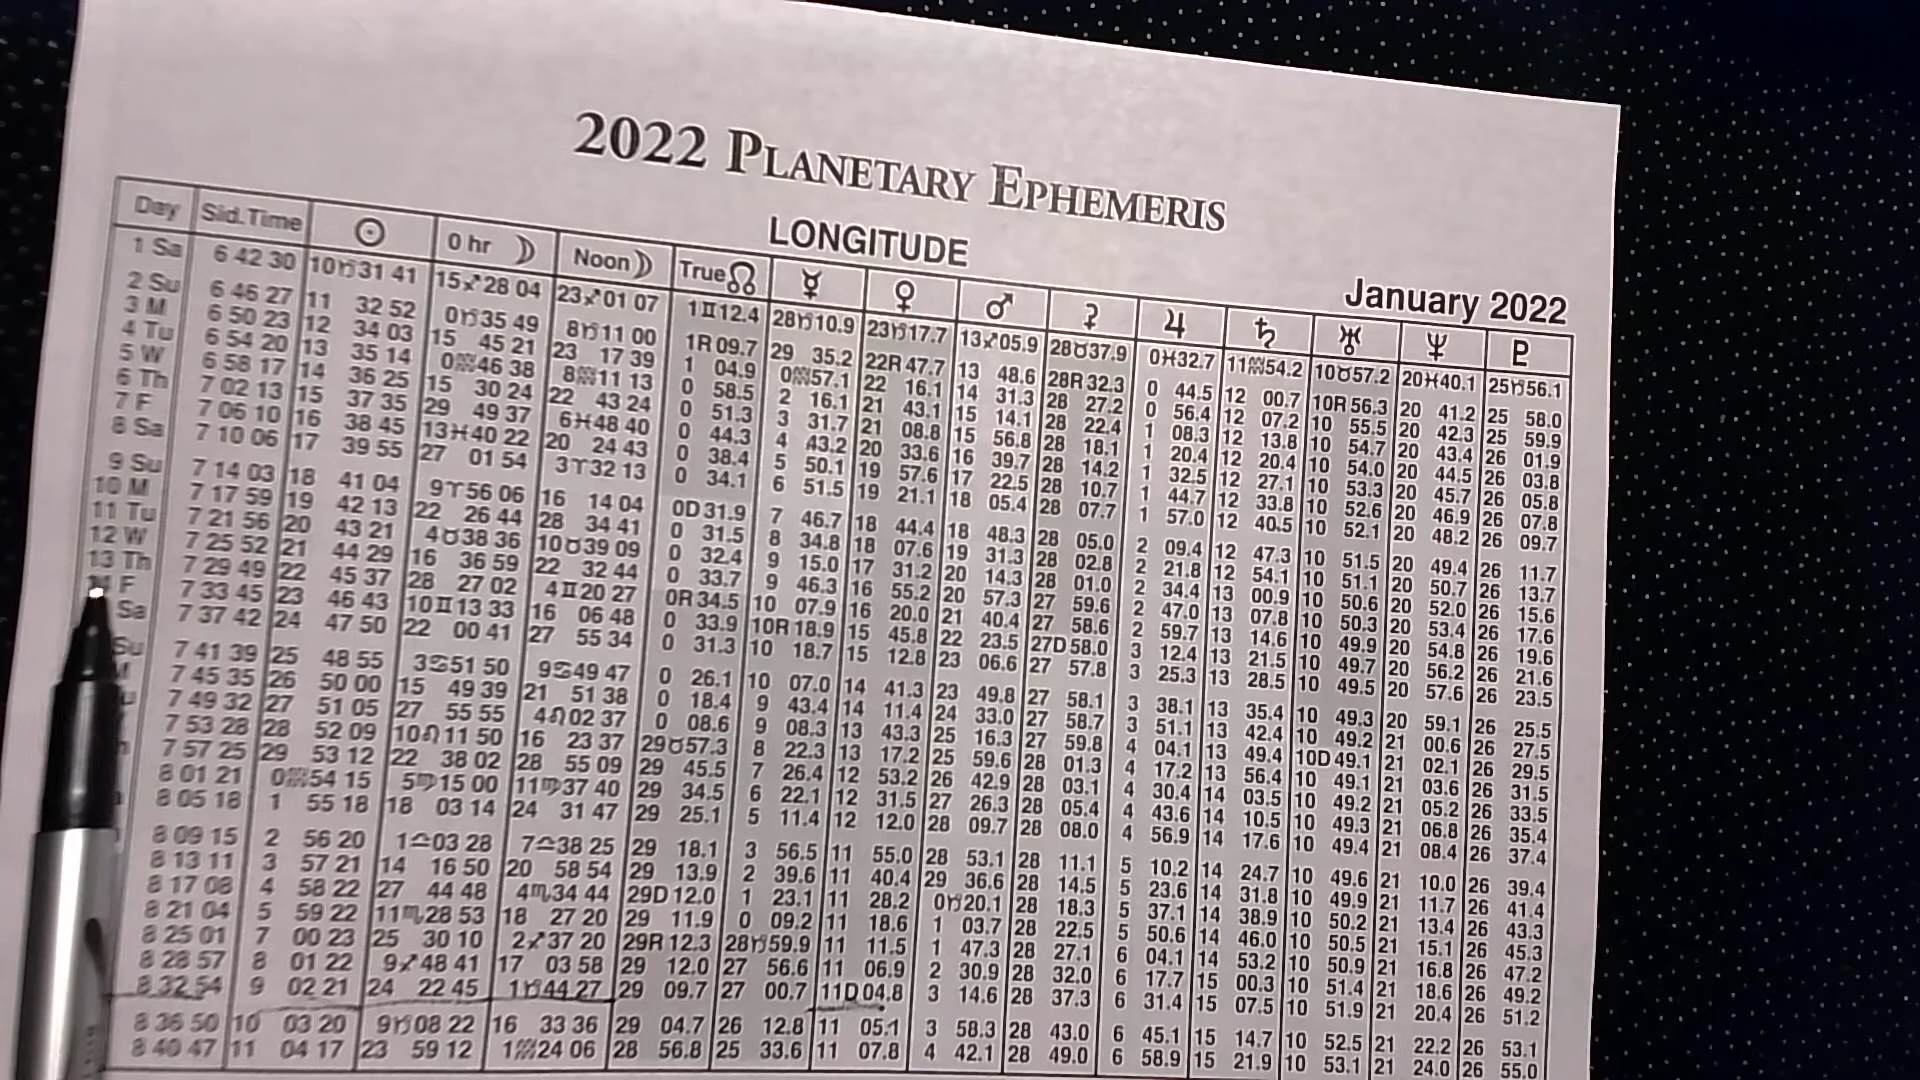 2022 PLANETARY EPHEMERIS
LONGITUDE
January 2022
Day Sid.Time ☉ 0 hr ☽ Noon ☽ True ☊ ☿ ♀ ♂ ⚳ ♃ ♄ ♅ ♆ ♇
1 Sa 6 42 30 10♑31 41 15♐28 04 23♐01 07 1♊12.4 28♑10.9 23♑17.7 13♐05.9 28♉37.9 0♓32.7 11♒54.2 10♉57.2 20♓40.1 25♑56.1
2 Su 6 46 27 11 32 52 0♑35 49 8♑11 00 1R 09.7 29 35.2 22R 47.7 13 48.6 28R 32.3 0 44.5 12 00.7 10R 56.3 20 41.2 25 58.0
3 M 6 50 23 12 34 03 15 45 21 23 17 39 1 04.9 0♒57.1 22 16.1 14 31.3 28 27.2 0 56.4 12 07.2 10 55.5 20 42.3 25 59.9
4 Tu 6 54 20 13 35 14 0♒46 38 8♒11 13 0 58.5 2 16.1 21 43.1 15 14.1 28 22.4 1 08.3 12 13.8 10 54.7 20 43.4 26 01.9
5 W 6 58 17 14 36 25 15 30 24 22 43 24 0 51.3 3 31.7 21 08.8 15 56.8 28 18.1 1 20.4 12 20.4 10 54.0 20 44.5 26 03.8
6 Th 7 02 13 15 37 35 29 49 37 6♓48 40 0 44.3 4 43.2 20 33.6 16 39.7 28 14.2 1 32.5 12 27.1 10 53.3 20 45.7 26 05.8
7 F 7 06 10 16 38 45 13♓40 22 20 24 43 0 38.4 5 50.1 19 57.6 17 22.5 28 10.7 1 44.7 12 33.8 10 52.6 20 46.9 26 07.8
8 Sa 7 10 06 17 39 55 27 01 54 3♈32 13 0 34.1 6 51.5 19 21.1 18 05.4 28 07.7 1 57.0 12 40.5 10 52.1 20 48.2 26 09.7
9 Su 7 14 03 18 41 04 9♈56 06 16 14 04 0D 31.9 7 46.7 18 44.4 18 48.3 28 05.0 2 09.4 12 47.3 10 51.5 20 49.4 26 11.7
10 M 7 17 59 19 42 13 22 26 44 28 34 41 0 31.5 8 34.8 18 07.6 19 31.3 28 02.8 2 21.8 12 54.1 10 51.1 20 50.7 26 13.7
11 Tu 7 21 56 20 43 21 4♉38 36 10♉39 09 0 32.4 9 15.0 17 31.2 20 14.3 28 01.0 2 34.4 13 00.9 10 50.6 20 52.0 26 15.6
12 W 7 25 52 21 44 29 16 36 59 22 32 44 0 33.7 9 46.3 16 55.2 20 57.3 27 59.6 2 47.0 13 07.8 10 50.3 20 53.4 26 17.6
13 Th 7 29 49 22 45 37 28 27 02 4♊20 27 0R 34.5 10 07.9 16 20.0 21 40.4 27 58.6 2 59.7 13 14.6 10 49.9 20 54.8 26 19.6
F 7 33 45 23 46 43 10♊13 33 16 06 48 0 33.9 10R 18.9 15 45.8 22 23.5 27D 58.0 3 12.4 13 21.5 10 49.7 20 56.2 26 21.6
Sa 7 37 42 24 47 50 22 00 41 27 55 34 0 31.3 10 18.7 15 12.8 23 06.6 27 57.8 3 25.3 13 28.5 10 49.5 20 57.6 26 23.5
Su 7 41 39 25 48 55 3♋51 50 9♋49 47 0 26.1 10 07.0 14 41.3 23 49.8 27 58.1 3 38.1 13 35.4 10 49.3 20 59.1 26 25.5
7 45 35 26 50 00 15 49 39 21 51 38 0 18.4 9 43.4 14 11.4 24 33.0 27 58.7 3 51.1 13 42.4 10 49.2 21 00.6 26 27.5
7 49 32 27 51 05 27 55 55 4♌02 37 0 08.6 9 08.3 13 43.3 25 16.3 27 59.8 4 04.1 13 49.4 10D 49.1 21 02.1 26 29.5
7 53 28 28 52 09 10♌11 50 16 23 37 29♉57.3 8 22.3 13 17.2 25 59.6 28 01.3 4 17.2 13 56.4 10 49.1 21 03.6 26 31.5
7 57 25 29 53 12 22 38 02 28 55 09 29 45.5 7 26.4 12 53.2 26 42.9 28 03.1 4 30.4 14 03.5 10 49.2 21 05.2 26 33.5
8 01 21 0♒54 15 5♍15 00 11♍37 40 29 34.5 6 22.1 12 31.5 27 26.3 28 05.4 4 43.6 14 10.5 10 49.3 21 06.8 26 35.4
8 05 18 1 55 18 18 03 14 24 31 47 29 25.1 5 11.4 12 12.0 28 09.7 28 08.0 4 56.9 14 17.6 10 49.4 21 08.4 26 37.4
8 09 15 2 56 20 1♎03 28 7♎38 25 29 18.1 3 56.5 11 55.0 28 53.1 28 11.1 5 10.2 14 24.7 10 49.6 21 10.0 26 39.4
8 13 11 3 57 21 14 16 50 20 58 54 29 13.9 2 39.6 11 40.4 29 36.6 28 14.5 5 23.6 14 31.8 10 49.9 21 11.7 26 41.4
8 17 08 4 58 22 27 44 48 4♏34 44 29D 12.0 1 23.1 11 28.2 0♑20.1 28 18.3 5 37.1 14 38.9 10 50.2 21 13.4 26 43.3
8 21 04 5 59 22 11♏28 53 18 27 20 29 11.9 0 09.2 11 18.6 1 03.7 28 22.5 5 50.6 14 46.0 10 50.5 21 15.1 26 45.3
8 25 01 7 00 23 25 30 10 2♐37 20 29R 12.3 28♑59.9 11 11.5 1 47.3 28 27.1 6 04.1 14 53.2 10 50.9 21 16.8 26 47.2
8 28 57 8 01 22 9♐48 41 17 03 58 29 12.0 27 56.6 11 06.9 2 30.9 28 32.0 6 17.7 15 00.3 10 51.4 21 18.6 26 49.2
8 32 54 9 02 21 24 22 45 1♑44 27 29 09.7 27 00.7 11D 04.8 3 14.6 28 37.3 6 31.4 15 07.5 10 51.9 21 20.4 26 51.2
8 36 50 10 03 20 9♑08 22 16 33 36 29 04.7 26 12.8 11 05.1 3 58.3 28 43.0 6 45.1 15 14.7 10 52.5 21 22.2 26 53.1
8 40 47 11 04 17 23 59 12 1♒24 06 28 56.8 25 33.6 11 07.8 4 42.1 28 49.0 6 58.9 15 21.9 10 53.1 21 24.0 26 55.0